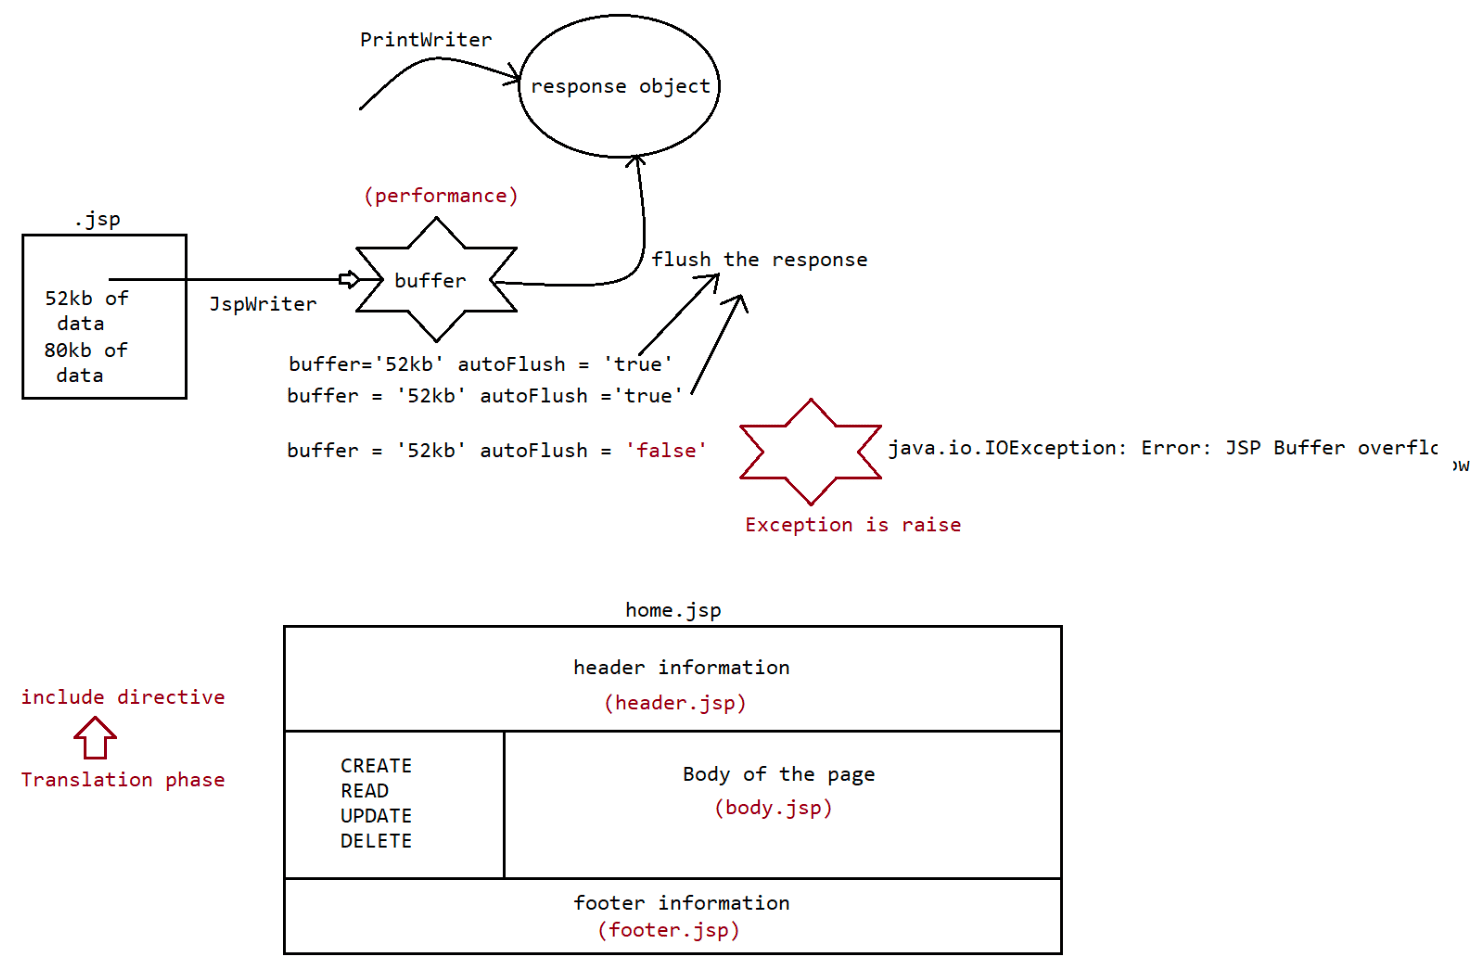 PrintWriter
response object
(performance)
.jsp
flush the response
buffer
52kb of
data
80kb of
data
JspWriter
buffer='52kb' autoFlush = 'true'
buffer = '52kb' autoFlush ='true'
buffer = '52kb' autoFlush = 'false'
java.io.IOException: Error: JSP Buffer overflow
Exception is raise
home.jsp
header information
(header.jsp)
include directive
Translation phase
CREATE
READ
UPDATE
DELETE
Body of the page
(body.jsp)
footer information
(footer.jsp)